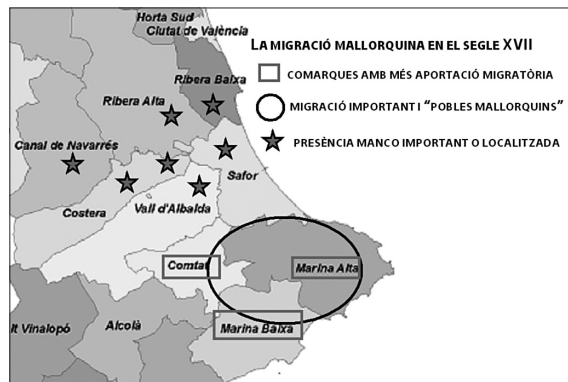 Horta Sud
Ciutat de València
LA MIGRACIÓ MALLORQUINA EN EL SEGLE XVII
COMARQUES AMB MÉS APORTACIÓ MIGRATÒRIA
MIGRACIÓ IMPORTANT I “POBLES MALLORQUINS”
PRESÈNCIA MANCO IMPORTANT O LOCALITZADA
Ribera Baixa
Ribera Alta
Canal de Navarrés
Safor
Costera
Vall d'Albaida
Comtat
Marina Alta
lt Vinalopó
Alcolà
Marina Baixa